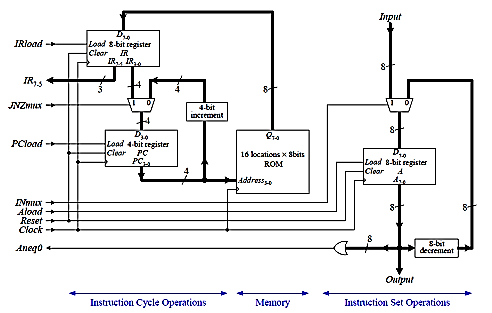 Input
D7-0
IRload
Load 8-bit register
Clear IR
IR7-5 IR3-0
IR7-5
3
4
4
8
8
8
JNZmux
1 0
4-bit
increment
1 0
4
8
D3-0
Q7-0
PCload
Load 4-bit register
Clear PC
PC3-0
16 locations × 8bits
ROM
D7-0
Load 8-bit register
Clear A
A7-0
4
Address3-0
INmux
Aload
Reset
Clock
8
8
8
8-bit
decrement
Aneq0
Output
Instruction Cycle Operations
Memory
Instruction Set Operations